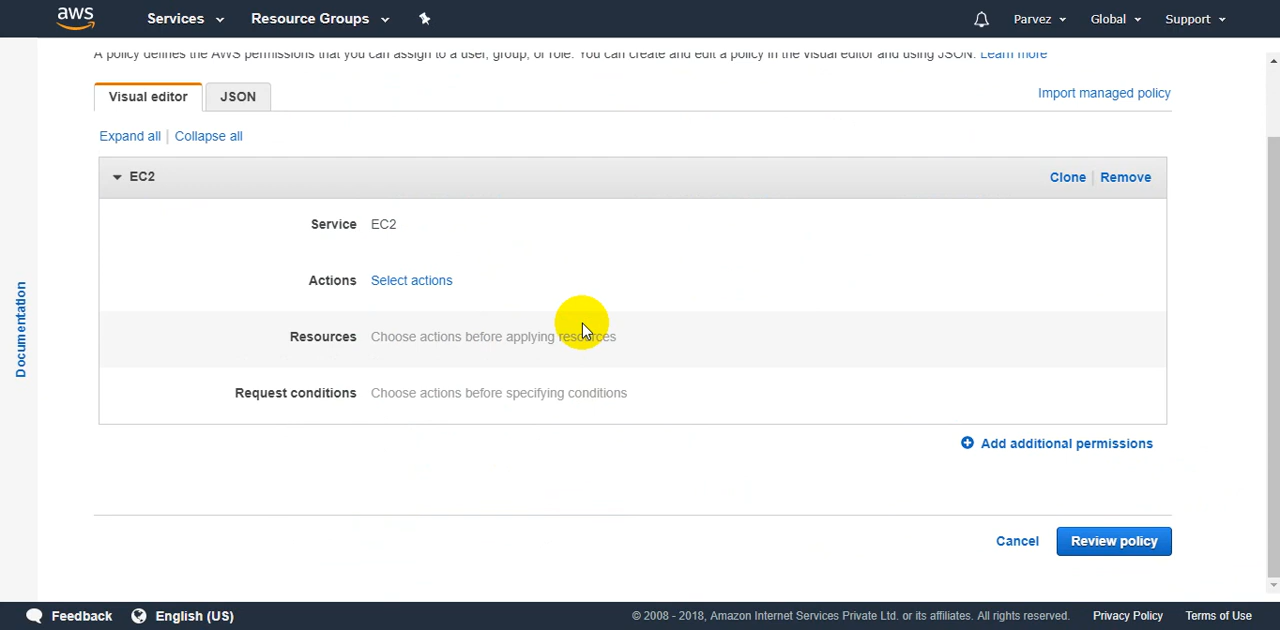 aws Services Resource Groups Parvez Global Support
A policy defines the AWS permissions that you can assign to a user, group, or role. You can create and edit a policy in the visual editor and using JSON. Learn more
Visual editor JSON Import managed policy
Expand all Collapse all
EC2 Clone Remove
Service EC2
Actions Select actions
Resources Choose actions before applying resources
Request conditions Choose actions before specifying conditions
Add additional permissions
Documentation
Cancel Review policy
Feedback English (US) © 2008 - 2018, Amazon Internet Services Private Ltd. or its affiliates. All rights reserved. Privacy Policy Terms of Use